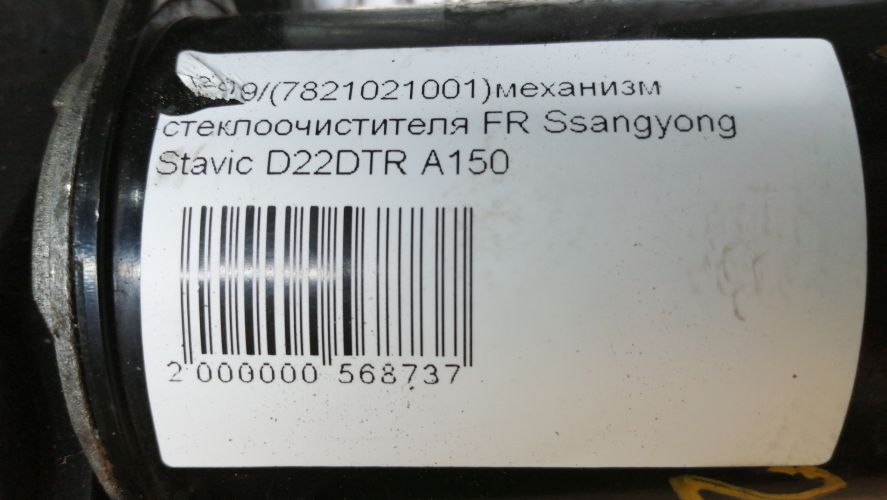 (7821021001)механизм
стеклоочистителя FR Ssangyong
Stavic D22DTR A150
2 000000 568737